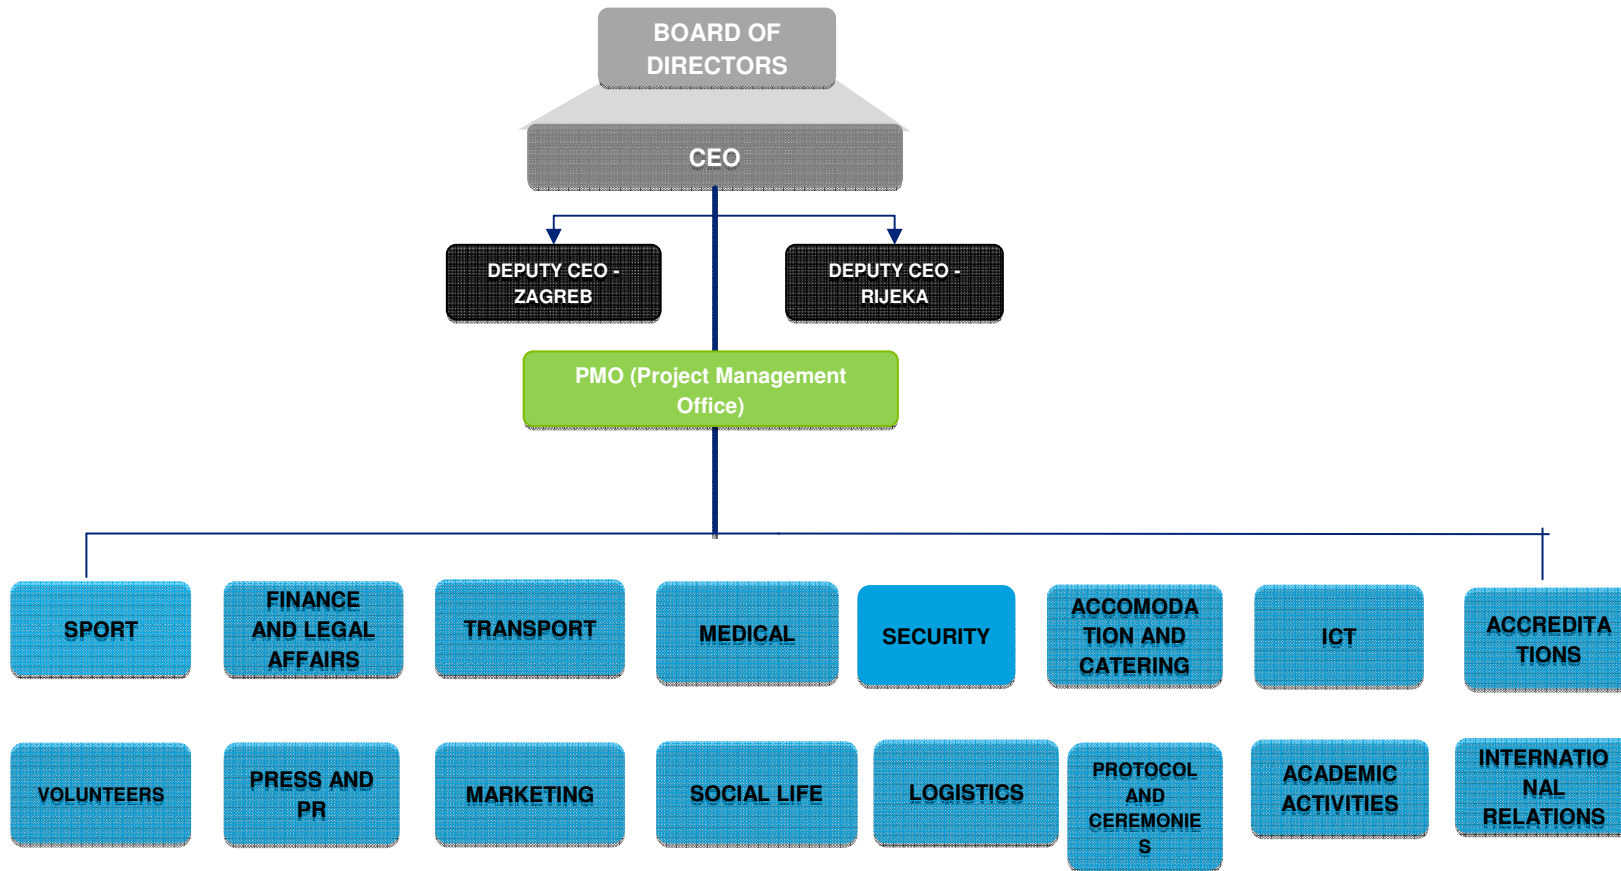 BOARD OF
DIRECTORS
CEO
DEPUTY CEO -
ZAGREB
DEPUTY CEO -
RIJEKA
PMO (Project Management
Office)
SPORT
FINANCE
AND LEGAL
AFFAIRS
TRANSPORT
MEDICAL
SECURITY
ACCOMODA
TION AND
CATERING
ICT
ACCREDITA
TIONS
VOLUNTEERS
PRESS AND
PR
MARKETING
SOCIAL LIFE
LOGISTICS
PROTOCOL
AND
CEREMONIE
S
ACADEMIC
ACTIVITIES
INTERNATIO
NAL
RELATIONS